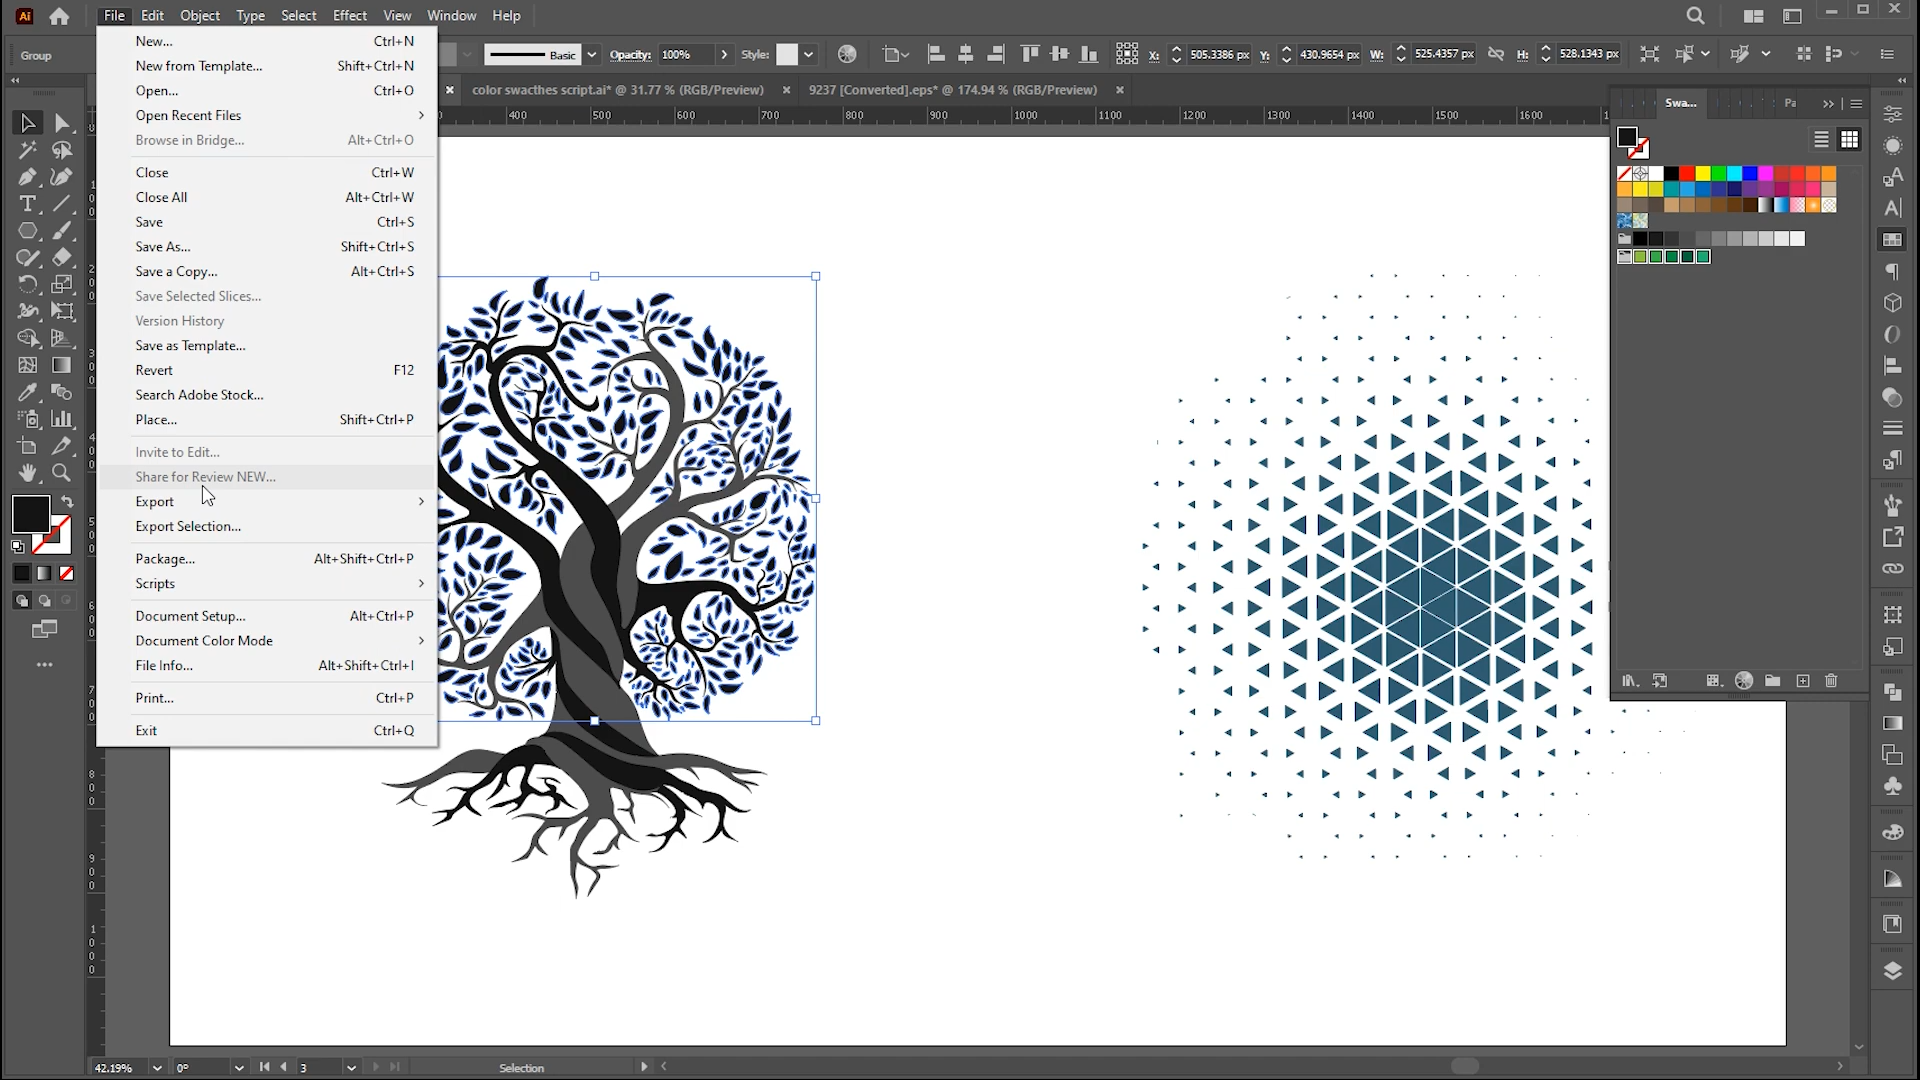 Ai File Edit Object Type Select Effect View Window Help
Group Basic Opacity: 100% Style: X: 505.3386 px Y: 430.9654 px W: 525.4357 px H: 528.1343 px
color swacthes script.ai* @ 31.77 % (RGB/Preview) 9237 [Converted].eps* @ 174.94 % (RGB/Preview)
400 500 600 700 800 900 1000 1100 1200 1300 1400 1500 1600
Swa... Pa
New... Ctrl+N
New from Template... Shift+Ctrl+N
Open... Ctrl+O
Open Recent Files
Browse in Bridge... Alt+Ctrl+O
Close Ctrl+W
Close All Alt+Ctrl+W
Save Ctrl+S
Save As... Shift+Ctrl+S
Save a Copy... Alt+Ctrl+S
Save Selected Slices...
Version History
Save as Template...
Revert F12
Search Adobe Stock...
Place... Shift+Ctrl+P
Invite to Edit...
Share for Review NEW...
Export
Export Selection...
Package... Alt+Shift+Ctrl+P
Scripts
Document Setup... Alt+Ctrl+P
Document Color Mode
File Info... Alt+Shift+Ctrl+I
Print... Ctrl+P
Exit Ctrl+Q
800
900
1000
42.19% 0° 3 Selection